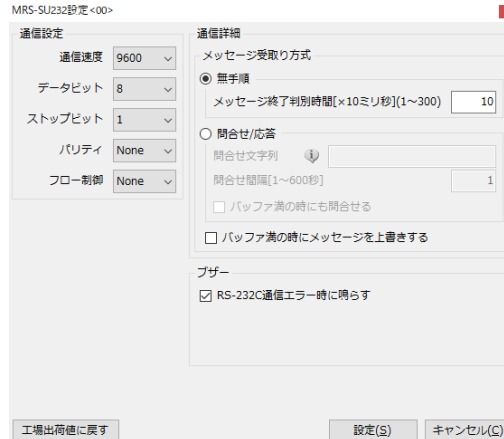 MRS-SU232設定<00>
通信設定
通信速度 9600
データビット 8
ストップビット 1
パリティ None
フロー制御 None
通信詳細
メッセージ受取り方式
無手順
メッセージ終了判別時間[×10ミリ秒](1～300) 10
問合せ/応答
問合せ文字列
問合せ間隔[1～600秒] 1
バッファ満の時にも問合せる
バッファ満の時にメッセージを上書きする
ブザー
RS-232C通信エラー時に鳴らす
工場出荷値に戻す
設定(S)
キャンセル(C)